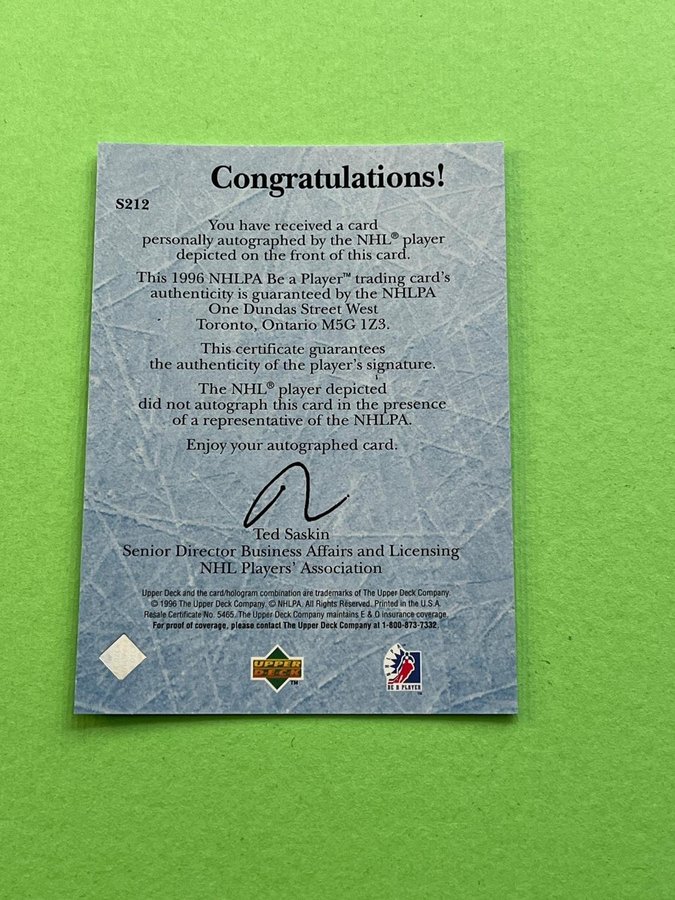 Congratulations!
S212
You have received a card
personally autographed by the NHL® player
depicted on the front of this card.
This 1996 NHLPA Be a Player™ trading card's
authenticity is guaranteed by the NHLPA
One Dundas Street West
Toronto, Ontario M5G 1Z3.
This certificate guarantees
the authenticity of the player's signature.
The NHL® player depicted
did not autograph this card in the presence
of a representative of the NHLPA.
Enjoy your autographed card.
Ted Saskin
Senior Director Business Affairs and Licensing
NHL Players' Association
Upper Deck and the card/hologram combination are trademarks of The Upper Deck Company.
© 1996 The Upper Deck Company. © NHLPA. All Rights Reserved. Printed in the U.S.A.
Resale Certificate No. 5465. The Upper Deck Company maintains E & O insurance coverage.
For proof of coverage, please contact The Upper Deck Company at 1-800-873-7332.
UPPER
DECK ™
BE A PLAYER